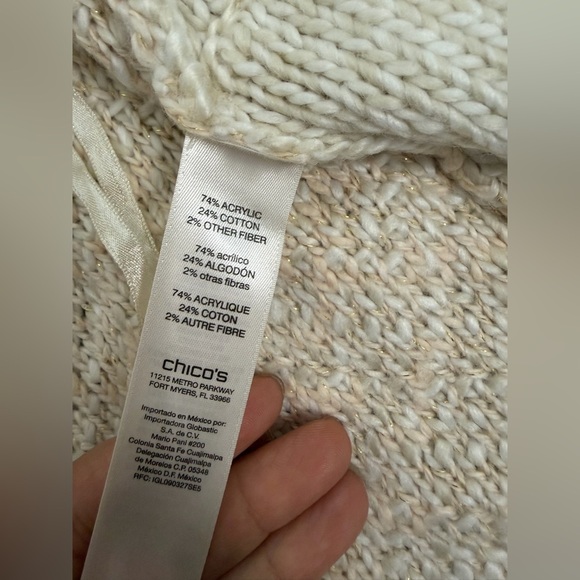 74% ACRYLIC
24% COTTON
2% OTHER FIBER
74% acrílico
24% ALGODÓN
2% otras fibras
74% ACRYLIQUE
24% COTON
2% AUTRE FIBRE
chico's
11215 METRO PARKWAY
FORT MYERS, FL 33966
Importado en México por:
Importadora Globastic
S.A. de C.V.
Mario Pani #200
Colonia Santa Fe Cuajimalpa
Delegación Cuajimalpa
de Morelos C.P. 05348
México D.F. México
RFC: IGL090327SE5